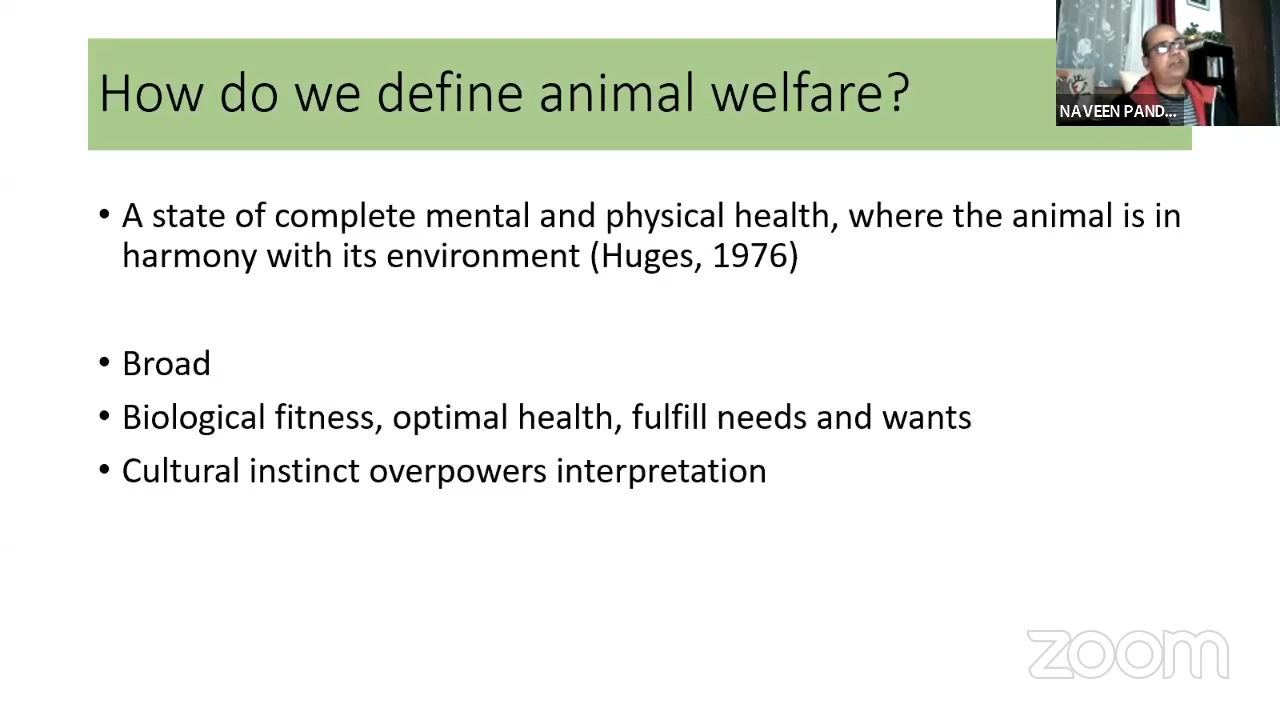 How do we define animal welfare?
NAVEEN PAND...
• A state of complete mental and physical health, where the animal is in
harmony with its environment (Huges, 1976)
• Broad
• Biological fitness, optimal health, fulfill needs and wants
• Cultural instinct overpowers interpretation
zoom